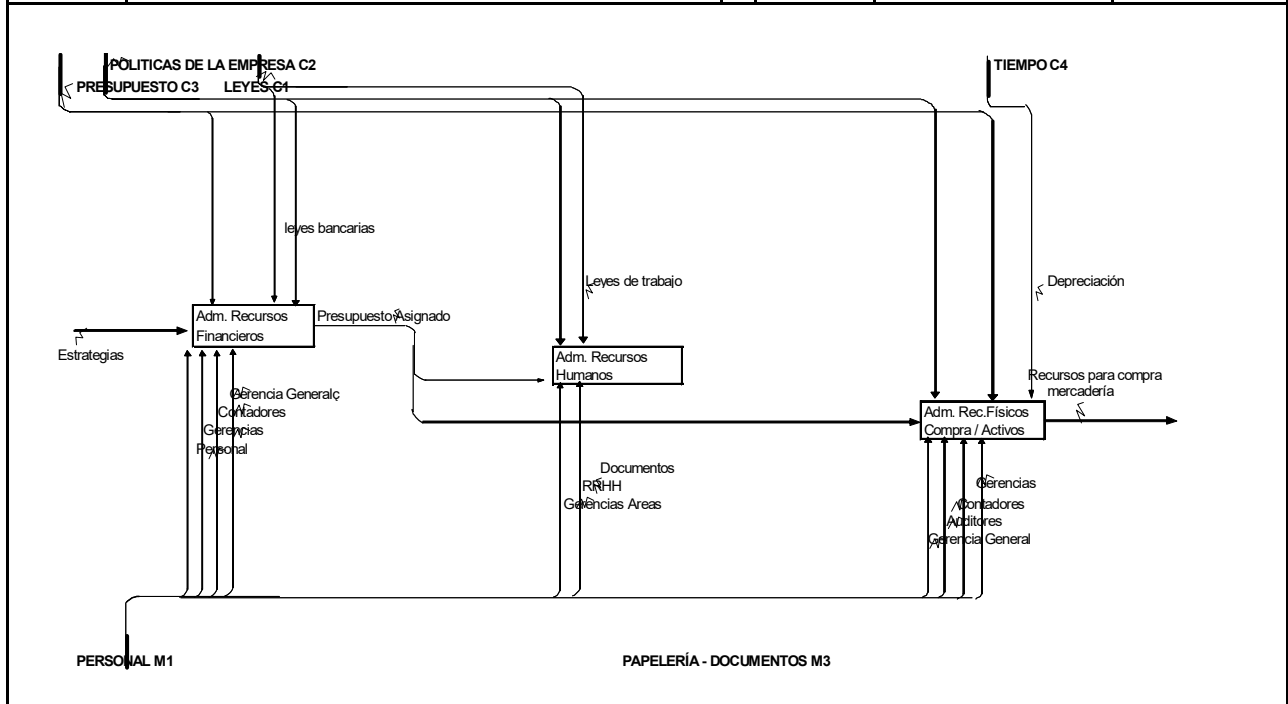 POLITICAS DE LA EMPRESA C2
TIEMPO C4
PRESUPUESTO C3
LEYES C1
leyes bancarias
Leyes de trabajo
Depreciación
Adm. Recursos
Financieros
Presupuesto Asignado
Estrategias
Adm. Recursos
Humanos
Recursos para compra
mercadería
Adm. Rec.Físicos
Compra / Activos
Gerencia Generalç
Contadores
Gerencias
Personal
Documentos
RRHH
Gerencias Areas
Gerencias
Contadores
Auditores
Gerencia General
PERSONAL M1
PAPELERÍA - DOCUMENTOS M3